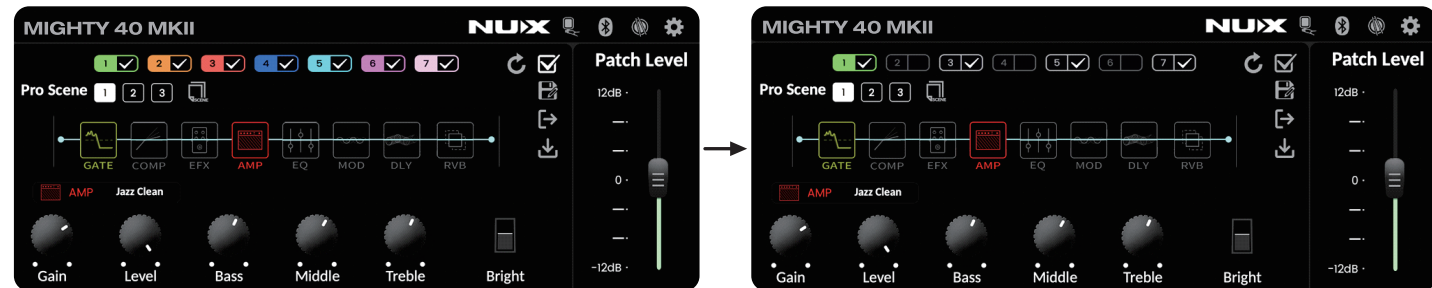 MIGHTY 40 MKII NUX
1 2 3 4 5 6 7 Patch Level
Pro Scene 1 2 3 SCENE 12dB
GATE COMP EFX AMP EQ MOD DLY RVB
0
AMP Jazz Clean
-12dB
Gain Level Bass Middle Treble Bright
MIGHTY 40 MKII NUX
1 2 3 4 5 6 7 Patch Level
Pro Scene 1 2 3 SCENE 12dB
GATE COMP EFX AMP EQ MOD DLY RVB
0
AMP Jazz Clean
-12dB
Gain Level Bass Middle Treble Bright